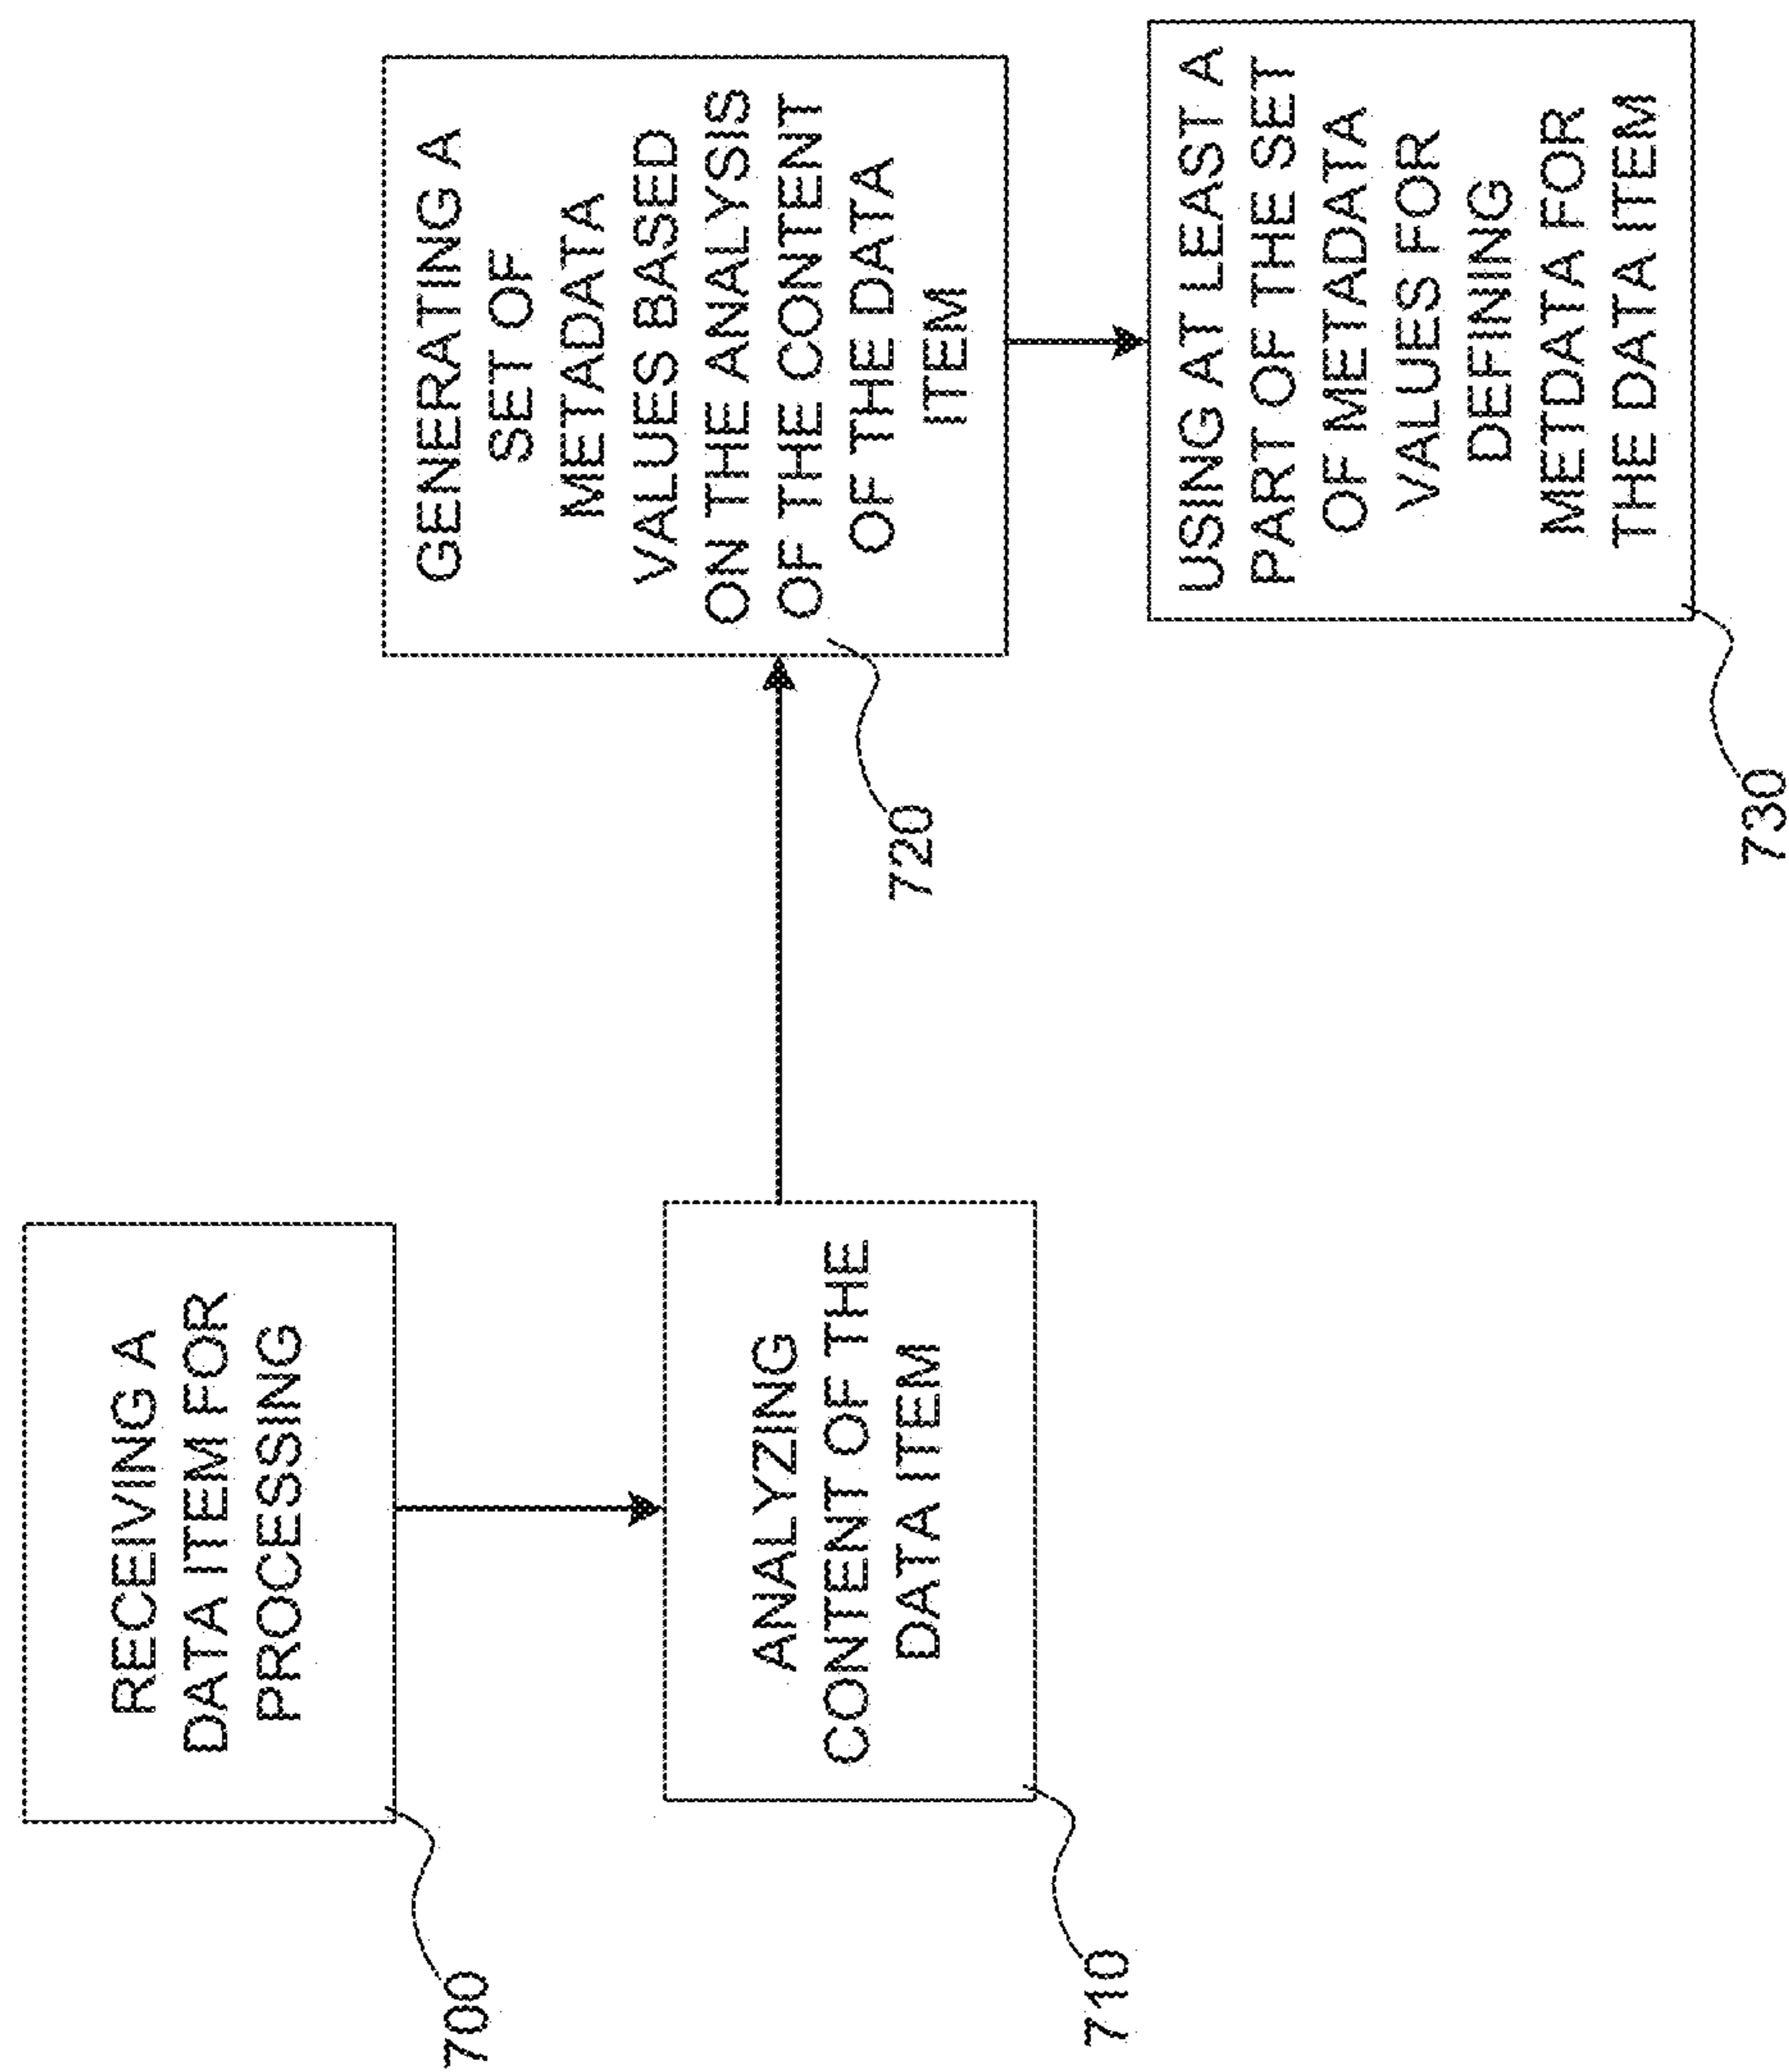 RECEIVING A
DATA ITEM FOR
PROCESSING
700
ANALYZING
CONTENT OF THE
DATA ITEM
710
GENERATING A
SET OF
METADATA
VALUES BASED
ON THE ANALYSIS
OF THE CONTENT
OF THE DATA
ITEM
720
USING AT LEAST A
PART OF THE SET
OF METADATA
VALUES FOR
DEFINING
METDATA FOR
THE DATA ITEM
730